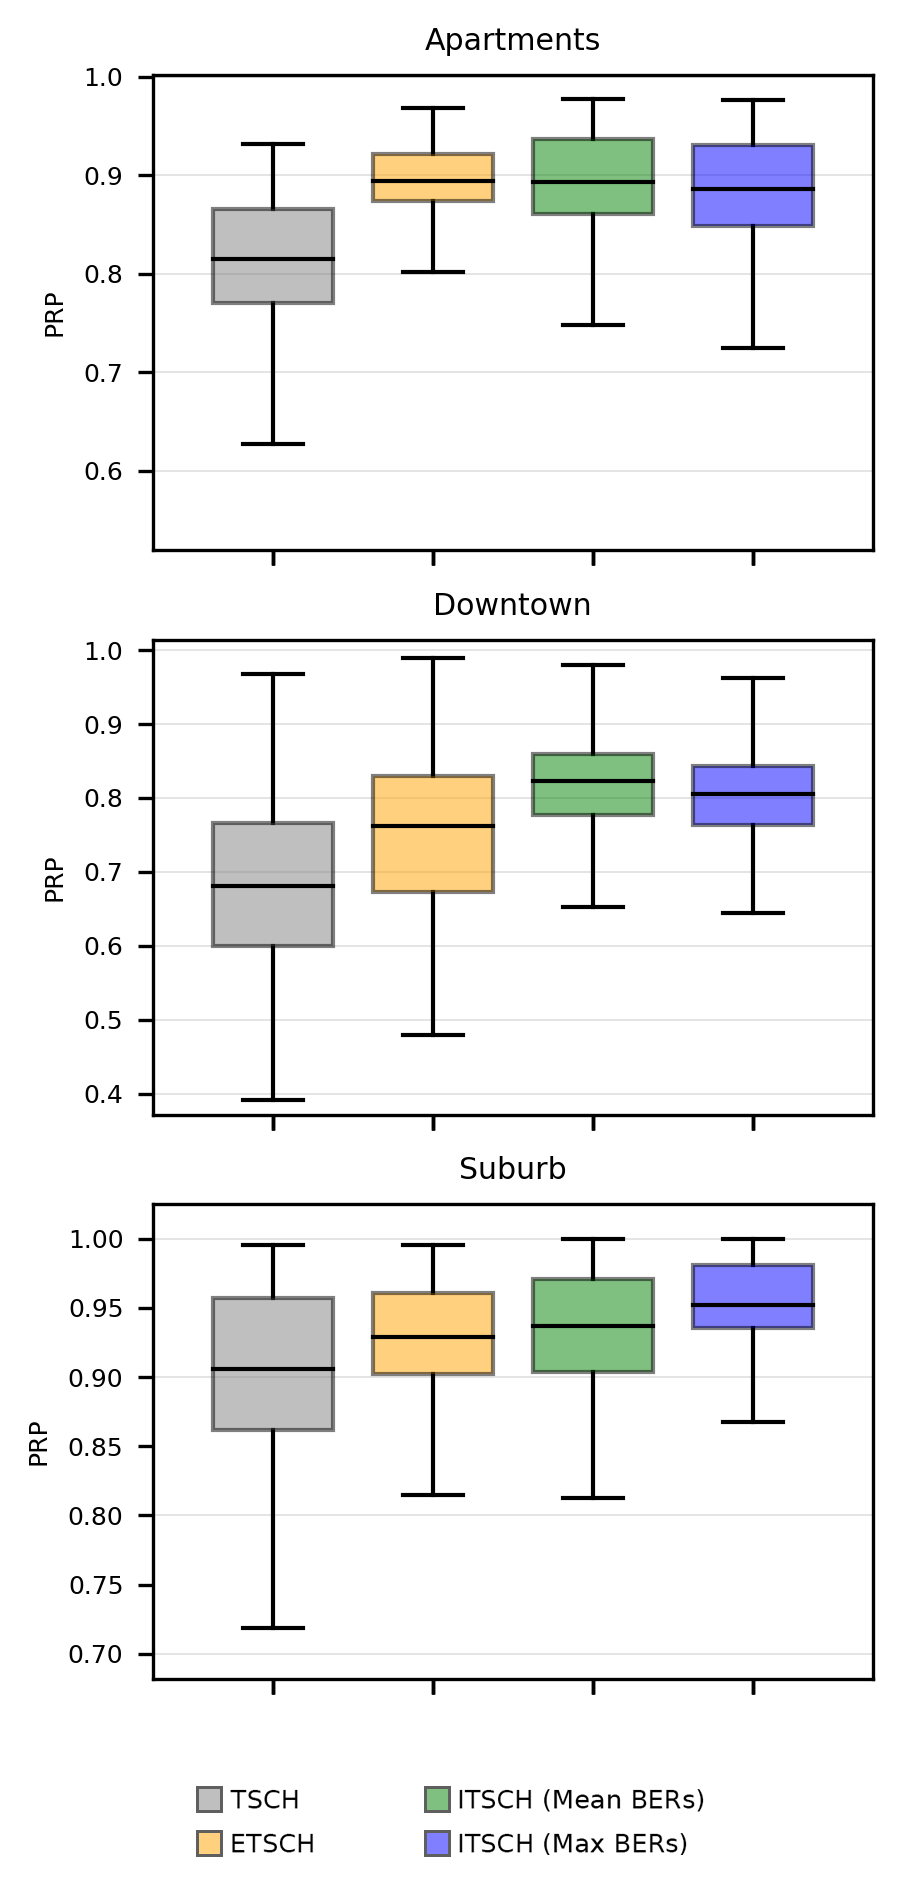 Apartments
1.0
0.9
0.8
0.7
0.6
PRP
Downtown
1.0
0.9
0.8
0.7
0.6
0.5
0.4
PRP
Suburb
1.00
0.95
0.90
0.85
0.80
0.75
0.70
PRP
TSCH
ETSCH
ITSCH (Mean BERs)
ITSCH (Max BERs)